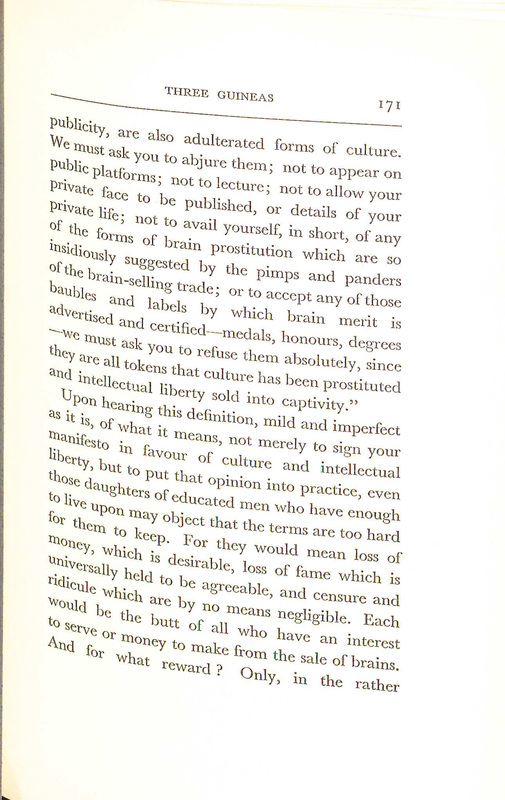 THREE GUINEAS 171
publicity, are also adulterated forms of culture.
We must ask you to abjure them; not to appear on
public platforms; not to lecture; not to allow your
private face to be published, or details of your
private life; not to avail yourself, in short, of any
of the forms of brain prostitution which are so
insidiously suggested by the pimps and panders
of the brain-selling trade; or to accept any of those
baubles and labels by which brain merit is
advertised and certified—medals, honours, degrees
—we must ask you to refuse them absolutely, since
they are all tokens that culture has been prostituted
and intellectual liberty sold into captivity.”
Upon hearing this definition, mild and imperfect
as it is, of what it means, not merely to sign your
manifesto in favour of culture and intellectual
liberty, but to put that opinion into practice, even
those daughters of educated men who have enough
to live upon may object that the terms are too hard
for them to keep. For they would mean loss of
money, which is desirable, loss of fame which is
universally held to be agreeable, and censure and
ridicule which are by no means negligible. Each
would be the butt of all who have an interest
to serve or money to make from the sale of brains.
And for what reward? Only, in the rather